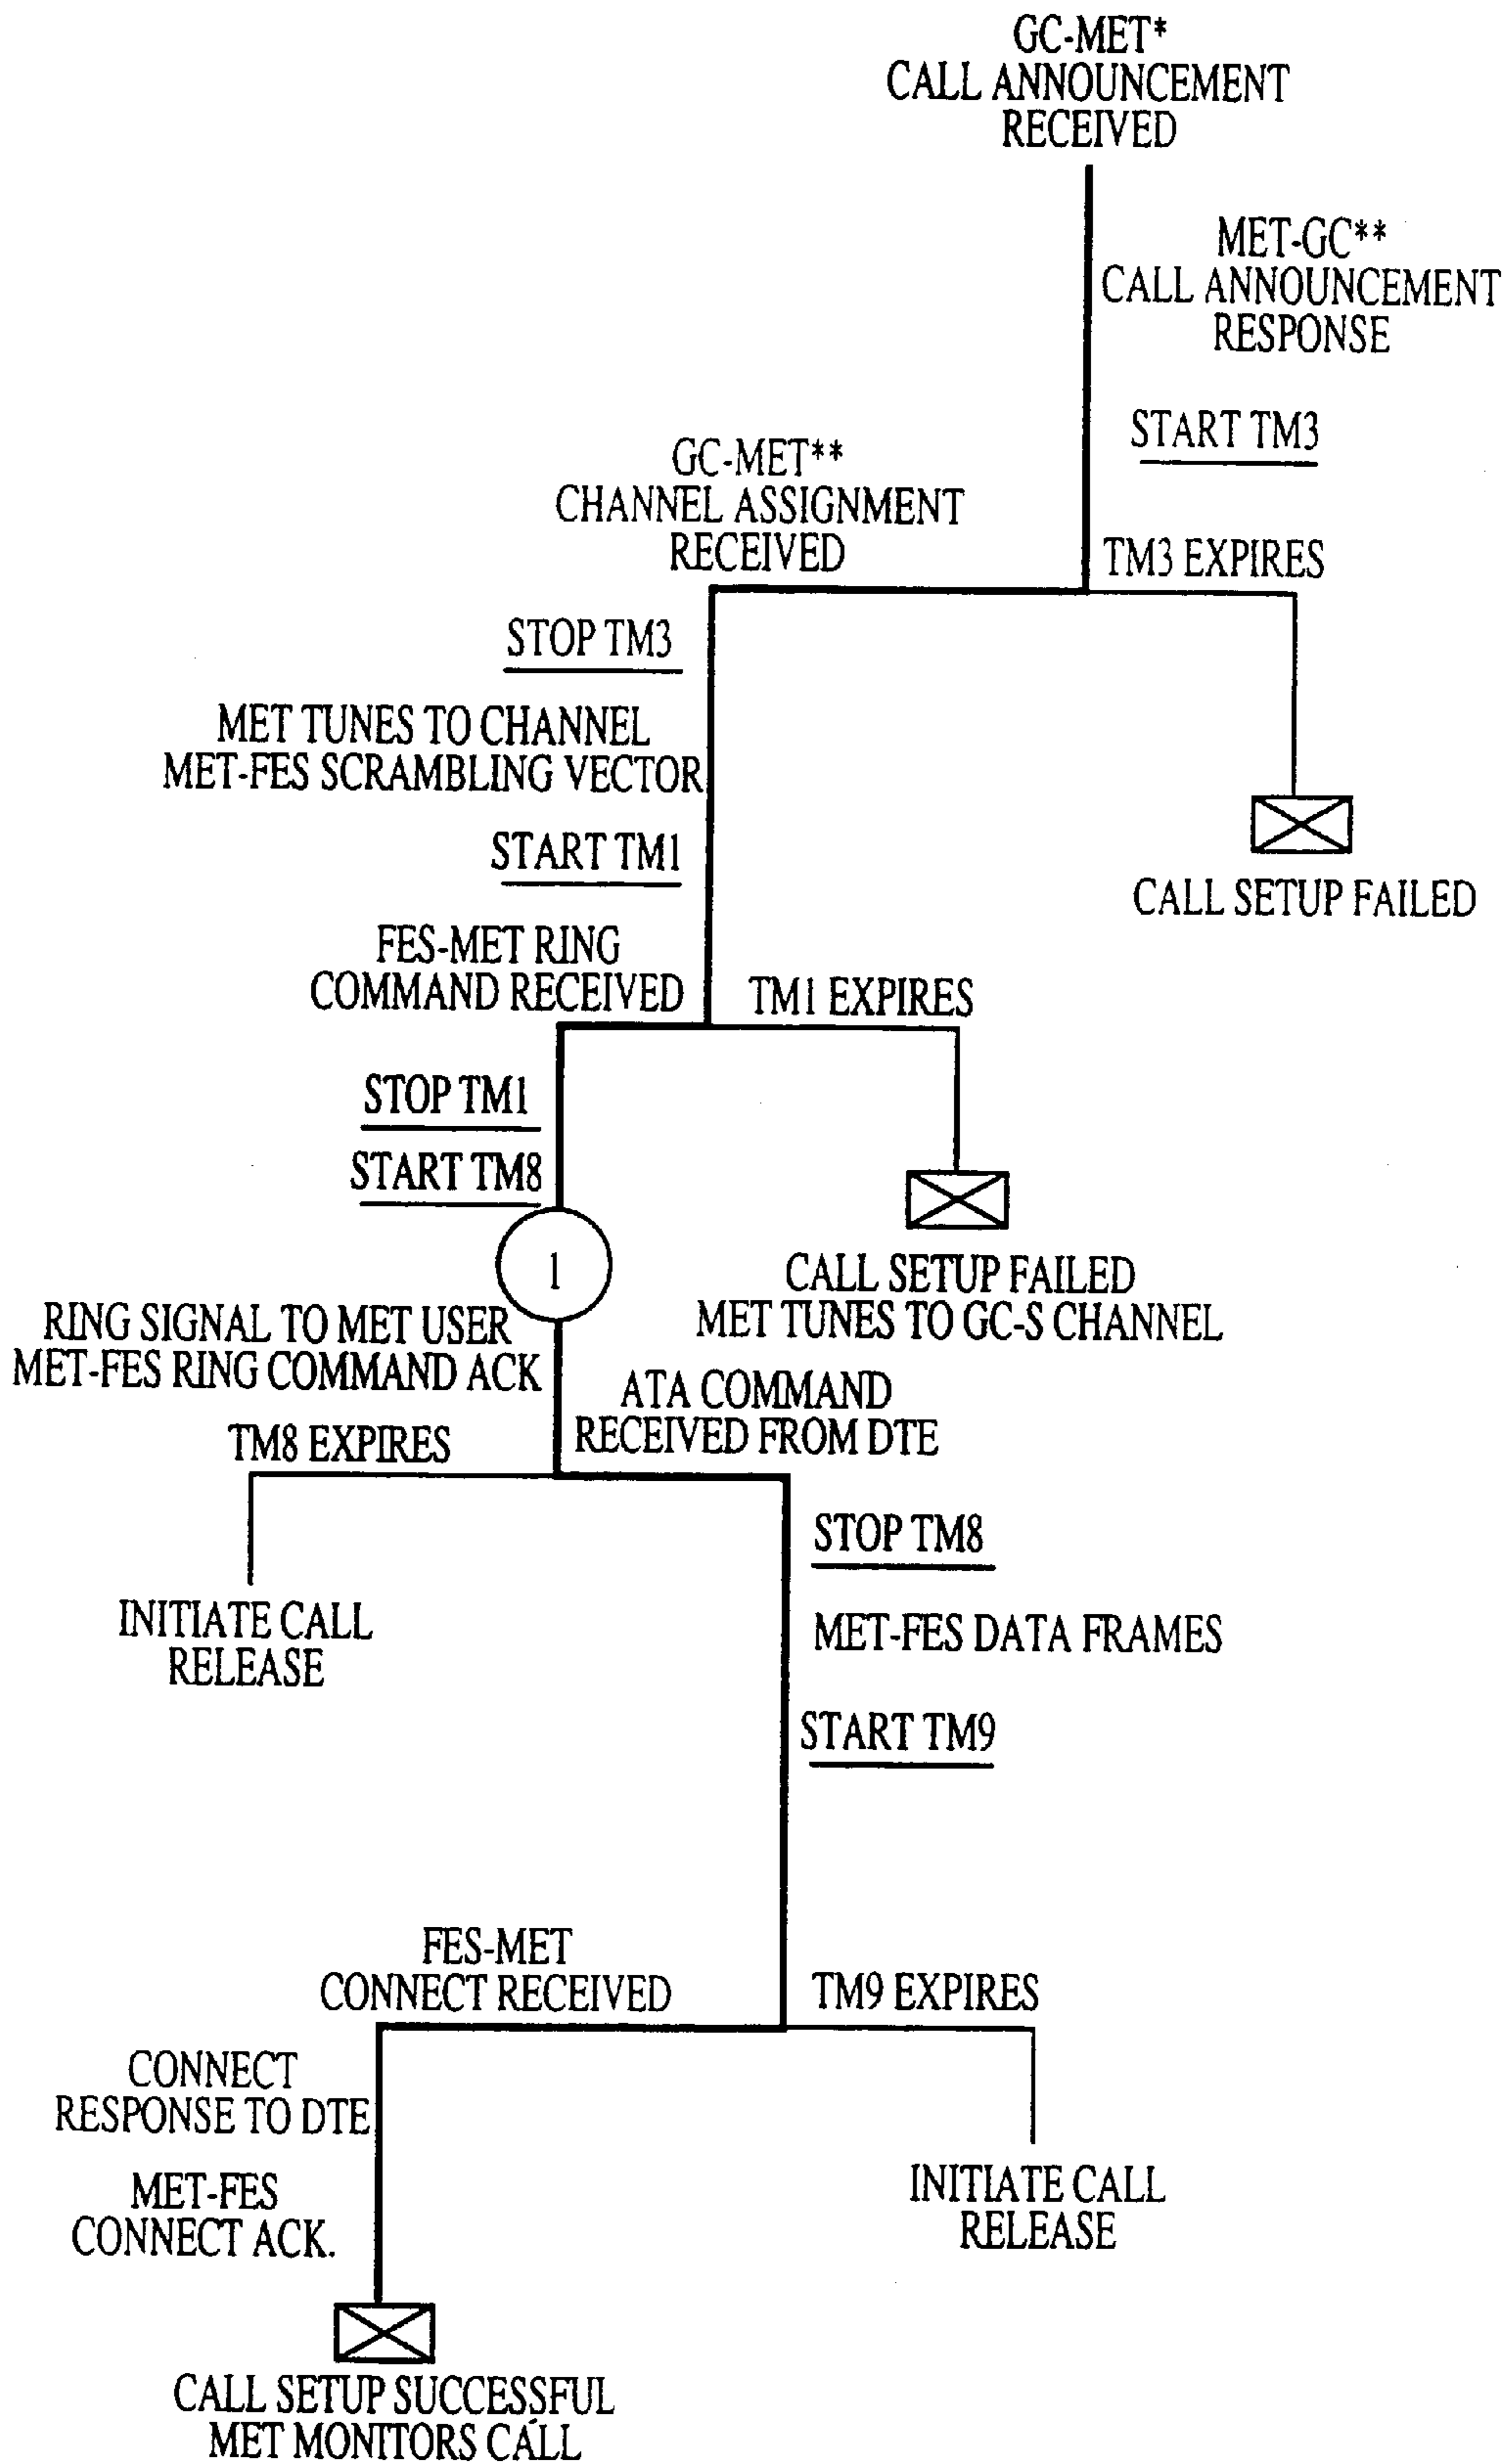 GC-MET*
CALL ANNOUNCEMENT
RECEIVED
MET-GC**
CALL ANNOUNCEMENT
RESPONSE
START TM3
GC-MET**
CHANNEL ASSIGNMENT
RECEIVED
TM3 EXPIRES
STOP TM3
MET TUNES TO CHANNEL
MET-FES SCRAMBLING VECTOR
START TM1
CALL SETUP FAILED
FES-MET RING
COMMAND RECEIVED
TM1 EXPIRES
STOP TM1
START TM8
1
CALL SETUP FAILED
MET TUNES TO GC-S CHANNEL
RING SIGNAL TO MET USER
MET-FES RING COMMAND ACK
ATA COMMAND
RECEIVED FROM DTE
TM8 EXPIRES
STOP TM8
INITIATE CALL
RELEASE
MET-FES DATA FRAMES
START TM9
FES-MET
CONNECT RECEIVED
TM9 EXPIRES
CONNECT
RESPONSE TO DTE
MET-FES
CONNECT ACK.
INITIATE CALL
RELEASE
CALL SETUP SUCCESSFUL
MET MONITORS CALL